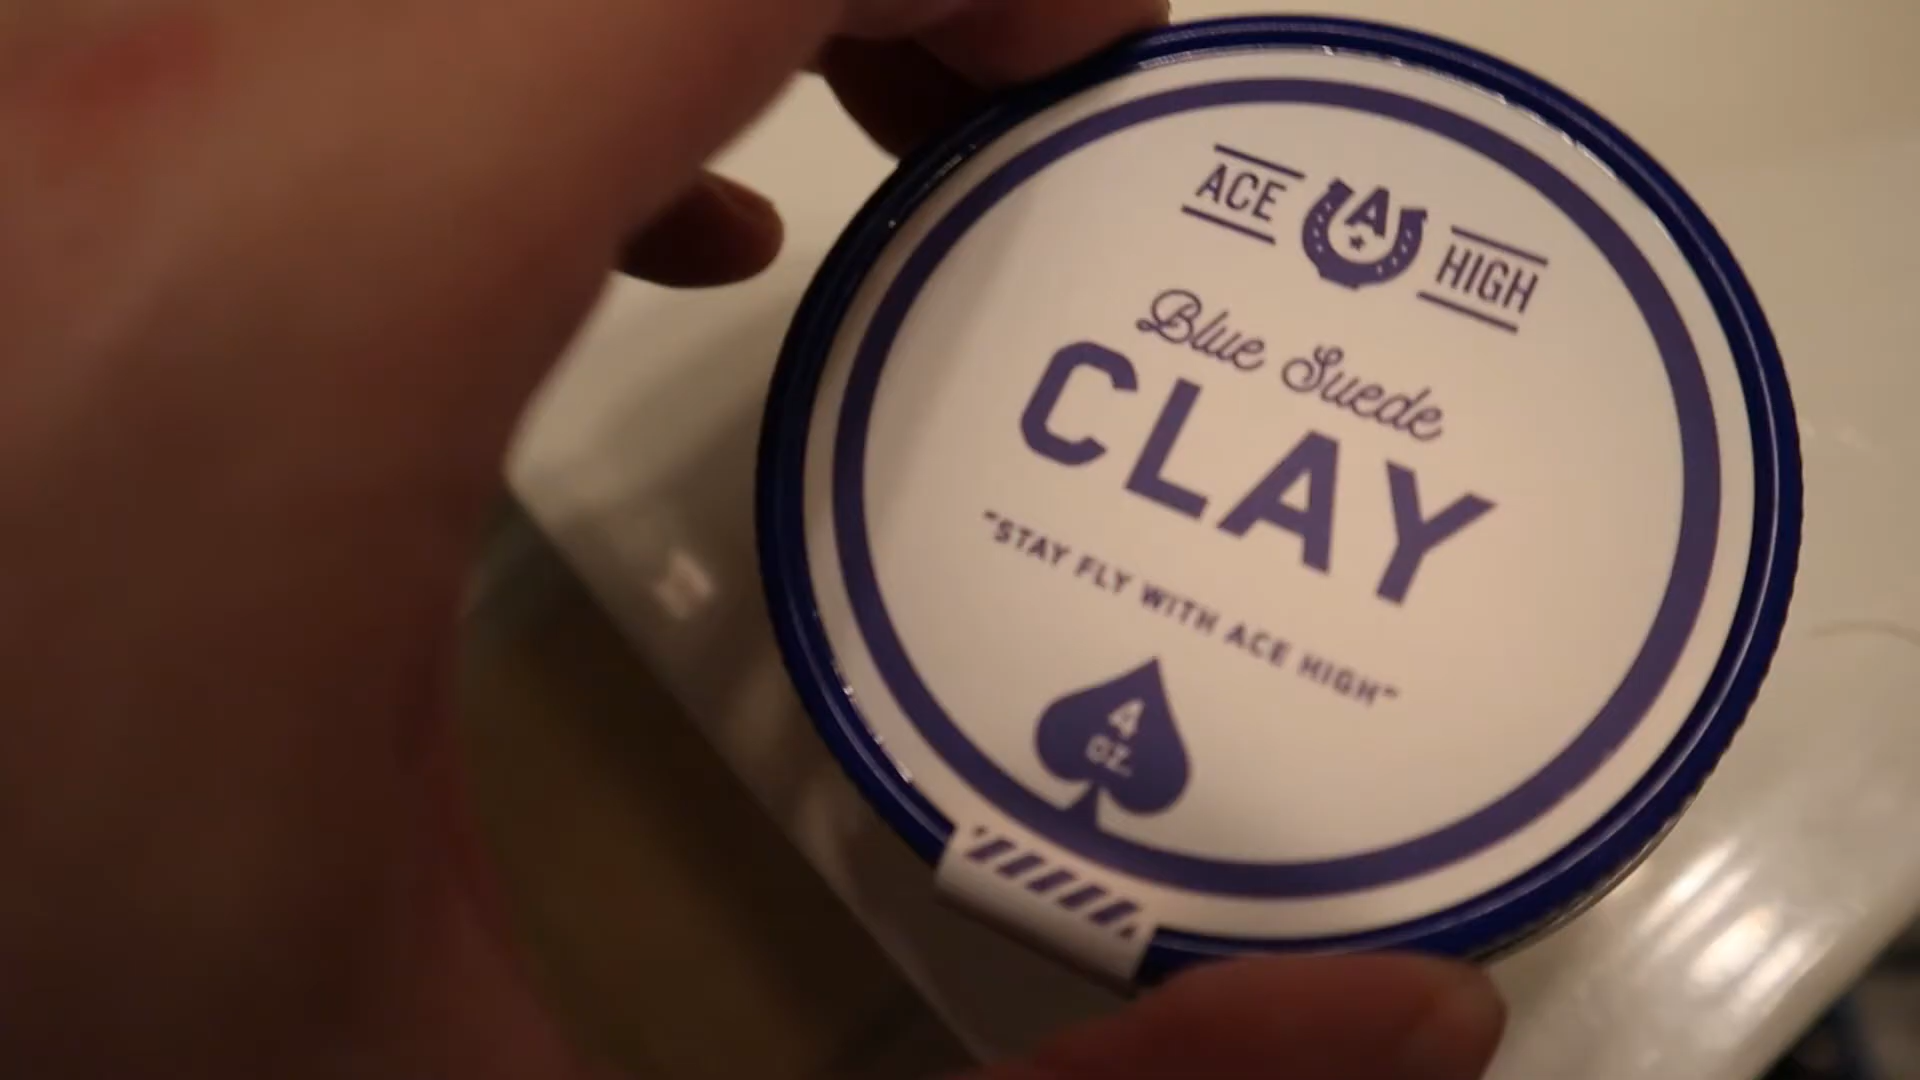 ACE A HIGH
Blue Suede
CLAY
"STAY FLY WITH ACE HIGH"
4
OZ.